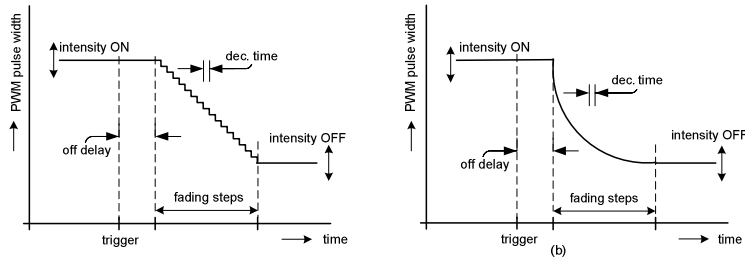 PWM pulse width
intensity ON
dec. time
off delay
intensity OFF
fading steps
trigger
time
PWM pulse width
intensity ON
dec. time
off delay
intensity OFF
fading steps
trigger
time
(b)